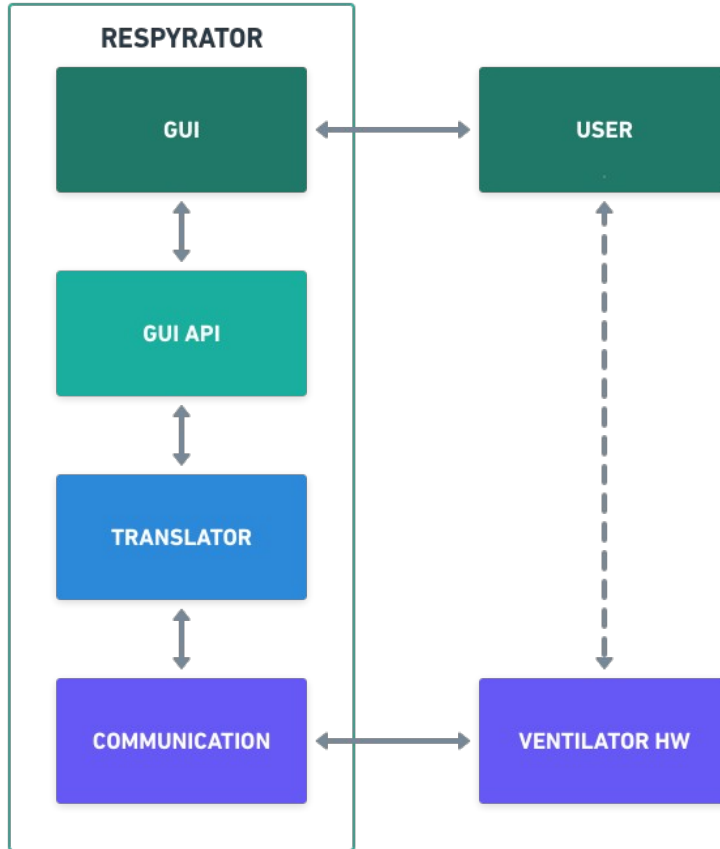 RESPYRATOR
GUI
USER
GUI API
TRANSLATOR
COMMUNICATION
VENTILATOR HW